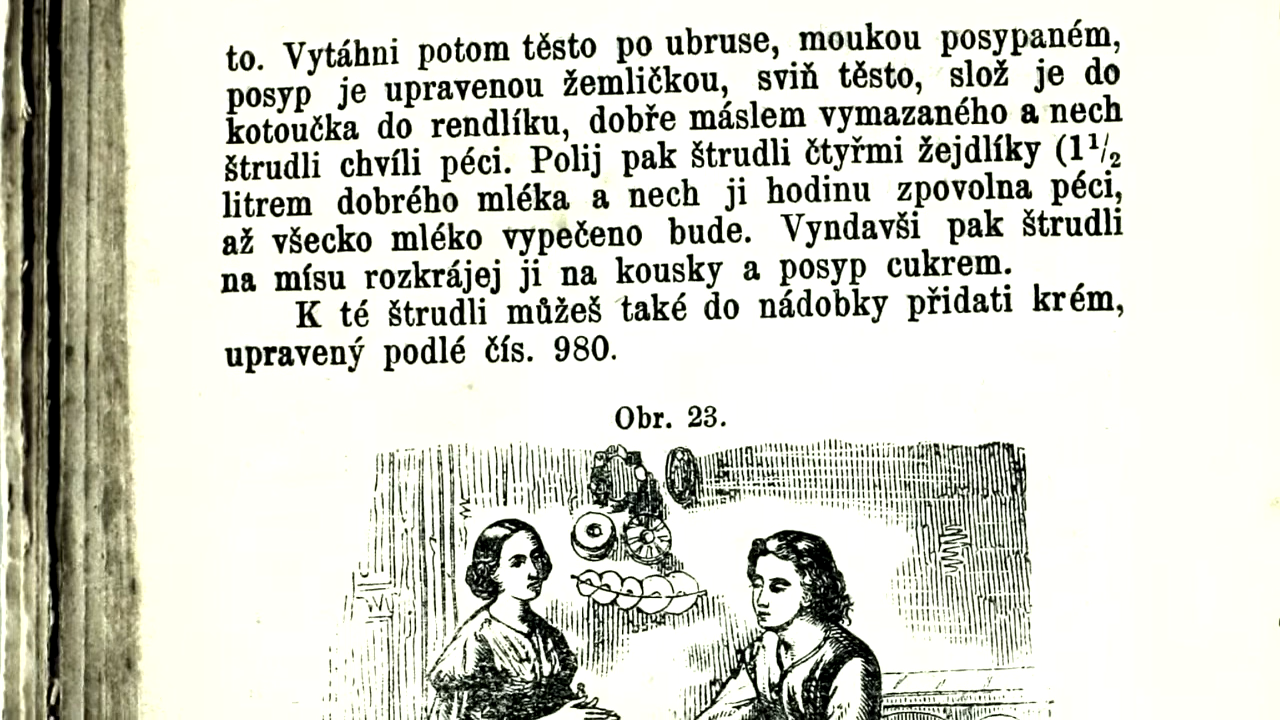 to. Vytáhni potom těsto po ubruse, moukou posypaném,
posyp je upravenou žemličkou, sviň těsto, slož je do
kotoučka do rendlíku, dobře máslem vymazaného a nech
štrudli chvíli péci. Polij pak štrudli čtyřmi žejdlíky (1½
litrem dobrého mléka a nech ji hodinu zpovolna péci,
až všecko mléko vypečeno bude. Vyndavši pak štrudli
na mísu rozkrájej ji na kousky a posyp cukrem.
K té štrudli můžeš také do nádobky přidati krém,
upravený podlé čís. 980.
Obr. 23.